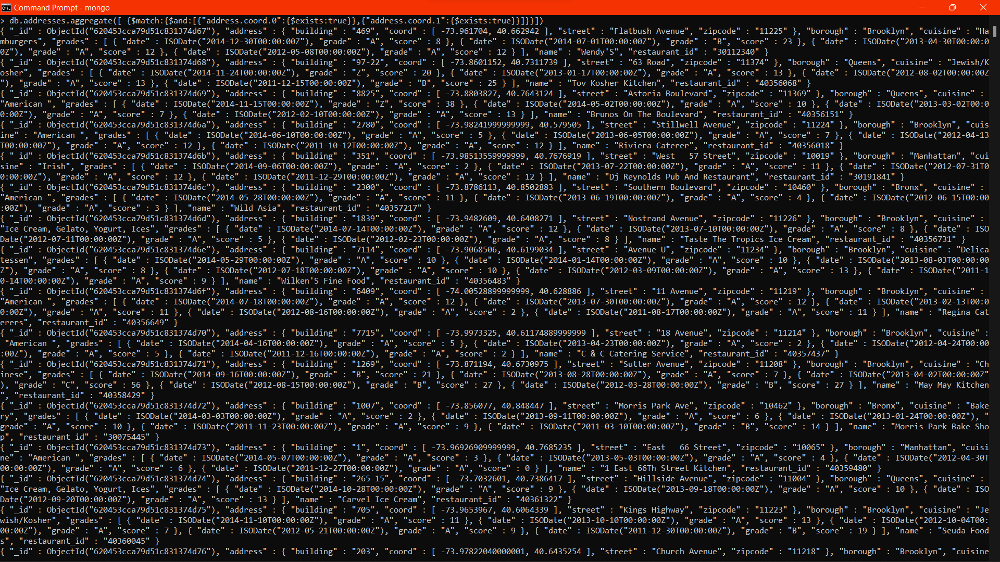 Command Prompt - mongo
> db.addresses.aggregate([ {$match:{$and:[{"address.coord.0":{$exists:true}},{"address.coord.1":{$exists:true}}]}}])
{ "_id" : ObjectId("620453cca79d51c831374d67"), "address" : { "building" : "469", "coord" : [ -73.961704, 40.662942 ], "street" : "Flatbush Avenue", "zipcode" : "11225" }, "borough" : "Brooklyn", "cuisine" : "Ha
mburgers", "grades" : [ { "date" : ISODate("2014-12-30T00:00:00Z"), "grade" : "A", "score" : 8 }, { "date" : ISODate("2014-07-01T00:00:00Z"), "grade" : "B", "score" : 23 }, { "date" : ISODate("2013-04-30T00:00:0
0Z"), "grade" : "A", "score" : 12 }, { "date" : ISODate("2012-05-08T00:00:00Z"), "grade" : "A", "score" : 12 } ], "name" : "Wendy'S", "restaurant_id" : "30112340" }
{ "_id" : ObjectId("620453cca79d51c831374d68"), "address" : { "building" : "97-22", "coord" : [ -73.8601152, 40.7311739 ], "street" : "63 Road", "zipcode" : "11374" }, "borough" : "Queens", "cuisine" : "Jewish/K
osher", "grades" : [ { "date" : ISODate("2014-11-24T00:00:00Z"), "grade" : "Z", "score" : 20 }, { "date" : ISODate("2013-01-17T00:00:00Z"), "grade" : "A", "score" : 13 }, { "date" : ISODate("2012-08-02T00:00:00Z
"), "grade" : "A", "score" : 13 }, { "date" : ISODate("2011-12-15T00:00:00Z"), "grade" : "B", "score" : 25 } ], "name" : "Tov Kosher Kitchen", "restaurant_id" : "40356068" }
{ "_id" : ObjectId("620453cca79d51c831374d69"), "address" : { "building" : "8825", "coord" : [ -73.8803827, 40.7643124 ], "street" : "Astoria Boulevard", "zipcode" : "11369" }, "borough" : "Queens", "cuisine" :
"American ", "grades" : [ { "date" : ISODate("2014-11-15T00:00:00Z"), "grade" : "Z", "score" : 38 }, { "date" : ISODate("2014-05-02T00:00:00Z"), "grade" : "A", "score" : 10 }, { "date" : ISODate("2013-03-02T00:0
0:00Z"), "grade" : "A", "score" : 7 }, { "date" : ISODate("2012-02-10T00:00:00Z"), "grade" : "A", "score" : 13 } ], "name" : "Brunos On The Boulevard", "restaurant_id" : "40356151" }
{ "_id" : ObjectId("620453cca79d51c831374d6a"), "address" : { "building" : "2780", "coord" : [ -73.98241999999999, 40.579505 ], "street" : "Stillwell Avenue", "zipcode" : "11224" }, "borough" : "Brooklyn", "cuis
ine" : "American ", "grades" : [ { "date" : ISODate("2014-06-10T00:00:00Z"), "grade" : "A", "score" : 5 }, { "date" : ISODate("2013-06-05T00:00:00Z"), "grade" : "A", "score" : 7 }, { "date" : ISODate("2012-04-13
T00:00:00Z"), "grade" : "A", "score" : 12 }, { "date" : ISODate("2011-10-12T00:00:00Z"), "grade" : "A", "score" : 12 } ], "name" : "Riviera Caterer", "restaurant_id" : "40356018" }
{ "_id" : ObjectId("620453cca79d51c831374d6b"), "address" : { "building" : "351", "coord" : [ -73.98513559999999, 40.7676919 ], "street" : "West   57 Street", "zipcode" : "10019" }, "borough" : "Manhattan", "cui
sine" : "Irish", "grades" : [ { "date" : ISODate("2014-09-06T00:00:00Z"), "grade" : "A", "score" : 2 }, { "date" : ISODate("2013-07-22T00:00:00Z"), "grade" : "A", "score" : 11 }, { "date" : ISODate("2012-07-31T0
0:00:00Z"), "grade" : "A", "score" : 12 }, { "date" : ISODate("2011-12-29T00:00:00Z"), "grade" : "A", "score" : 12 } ], "name" : "Dj Reynolds Pub And Restaurant", "restaurant_id" : "30191841" }
{ "_id" : ObjectId("620453cca79d51c831374d6c"), "address" : { "building" : "2300", "coord" : [ -73.8786113, 40.8502883 ], "street" : "Southern Boulevard", "zipcode" : "10460" }, "borough" : "Bronx", "cuisine" :
"American ", "grades" : [ { "date" : ISODate("2014-05-28T00:00:00Z"), "grade" : "A", "score" : 11 }, { "date" : ISODate("2013-06-19T00:00:00Z"), "grade" : "A", "score" : 4 }, { "date" : ISODate("2012-06-15T00:00
:00Z"), "grade" : "A", "score" : 3 } ], "name" : "Wild Asia", "restaurant_id" : "40357217" }
{ "_id" : ObjectId("620453cca79d51c831374d6d"), "address" : { "building" : "1839", "coord" : [ -73.9482609, 40.6408271 ], "street" : "Nostrand Avenue", "zipcode" : "11226" }, "borough" : "Brooklyn", "cuisine" :
"Ice Cream, Gelato, Yogurt, Ices", "grades" : [ { "date" : ISODate("2014-07-14T00:00:00Z"), "grade" : "A", "score" : 12 }, { "date" : ISODate("2013-07-10T00:00:00Z"), "grade" : "A", "score" : 8 }, { "date" : ISO
Date("2012-07-11T00:00:00Z"), "grade" : "A", "score" : 5 }, { "date" : ISODate("2012-02-23T00:00:00Z"), "grade" : "A", "score" : 8 } ], "name" : "Taste The Tropics Ice Cream", "restaurant_id" : "40356731" }
{ "_id" : ObjectId("620453cca79d51c831374d6e"), "address" : { "building" : "7114", "coord" : [ -73.9068506, 40.6199034 ], "street" : "Avenue U", "zipcode" : "11234" }, "borough" : "Brooklyn", "cuisine" : "Delica
tessen", "grades" : [ { "date" : ISODate("2014-05-29T00:00:00Z"), "grade" : "A", "score" : 10 }, { "date" : ISODate("2014-01-14T00:00:00Z"), "grade" : "A", "score" : 10 }, { "date" : ISODate("2013-08-03T00:00:00
Z"), "grade" : "A", "score" : 8 }, { "date" : ISODate("2012-07-18T00:00:00Z"), "grade" : "A", "score" : 10 }, { "date" : ISODate("2012-03-09T00:00:00Z"), "grade" : "A", "score" : 13 }, { "date" : ISODate("2011-1
0-14T00:00:00Z"), "grade" : "A", "score" : 9 } ], "name" : "Wilken'S Fine Food", "restaurant_id" : "40356483" }
{ "_id" : ObjectId("620453cca79d51c831374d6f"), "address" : { "building" : "6409", "coord" : [ -74.00528899999999, 40.628886 ], "street" : "11 Avenue", "zipcode" : "11219" }, "borough" : "Brooklyn", "cuisine" :
"American ", "grades" : [ { "date" : ISODate("2014-07-18T00:00:00Z"), "grade" : "A", "score" : 12 }, { "date" : ISODate("2013-07-30T00:00:00Z"), "grade" : "A", "score" : 12 }, { "date" : ISODate("2013-02-13T00:0
0:00Z"), "grade" : "A", "score" : 11 }, { "date" : ISODate("2012-08-16T00:00:00Z"), "grade" : "A", "score" : 2 }, { "date" : ISODate("2011-08-17T00:00:00Z"), "grade" : "A", "score" : 11 } ], "name" : "Regina Cat
erers", "restaurant_id" : "40356649" }
{ "_id" : ObjectId("620453cca79d51c831374d70"), "address" : { "building" : "7715", "coord" : [ -73.9973325, 40.61174889999999 ], "street" : "18 Avenue", "zipcode" : "11214" }, "borough" : "Brooklyn", "cuisine" :
 "American ", "grades" : [ { "date" : ISODate("2014-04-16T00:00:00Z"), "grade" : "A", "score" : 5 }, { "date" : ISODate("2013-04-23T00:00:00Z"), "grade" : "A", "score" : 2 }, { "date" : ISODate("2012-04-24T00:00
:00Z"), "grade" : "A", "score" : 5 }, { "date" : ISODate("2011-12-16T00:00:00Z"), "grade" : "A", "score" : 2 } ], "name" : "C & C Catering Service", "restaurant_id" : "40357437" }
{ "_id" : ObjectId("620453cca79d51c831374d71"), "address" : { "building" : "1269", "coord" : [ -73.871194, 40.6730975 ], "street" : "Sutter Avenue", "zipcode" : "11208" }, "borough" : "Brooklyn", "cuisine" : "Ch
inese", "grades" : [ { "date" : ISODate("2014-09-16T00:00:00Z"), "grade" : "B", "score" : 21 }, { "date" : ISODate("2013-08-28T00:00:00Z"), "grade" : "A", "score" : 7 }, { "date" : ISODate("2013-04-02T00:00:00Z"
), "grade" : "C", "score" : 56 }, { "date" : ISODate("2012-08-15T00:00:00Z"), "grade" : "B", "score" : 27 }, { "date" : ISODate("2012-03-28T00:00:00Z"), "grade" : "B", "score" : 27 } ], "name" : "May May Kitchen
", "restaurant_id" : "40358429" }
{ "_id" : ObjectId("620453cca79d51c831374d72"), "address" : { "building" : "1007", "coord" : [ -73.856077, 40.848447 ], "street" : "Morris Park Ave", "zipcode" : "10462" }, "borough" : "Bronx", "cuisine" : "Bake
ry", "grades" : [ { "date" : ISODate("2014-03-03T00:00:00Z"), "grade" : "A", "score" : 2 }, { "date" : ISODate("2013-09-11T00:00:00Z"), "grade" : "A", "score" : 6 }, { "date" : ISODate("2013-01-24T00:00:00Z"), "
grade" : "A", "score" : 10 }, { "date" : ISODate("2011-11-23T00:00:00Z"), "grade" : "A", "score" : 9 }, { "date" : ISODate("2011-03-10T00:00:00Z"), "grade" : "B", "score" : 14 } ], "name" : "Morris Park Bake Sho
p", "restaurant_id" : "30075445" }
{ "_id" : ObjectId("620453cca79d51c831374d73"), "address" : { "building" : "1", "coord" : [ -73.96926909999999, 40.7685235 ], "street" : "East   66 Street", "zipcode" : "10065" }, "borough" : "Manhattan", "cuisi
ne" : "American ", "grades" : [ { "date" : ISODate("2014-05-07T00:00:00Z"), "grade" : "A", "score" : 3 }, { "date" : ISODate("2013-05-03T00:00:00Z"), "grade" : "A", "score" : 4 }, { "date" : ISODate("2012-04-30T
00:00:00Z"), "grade" : "A", "score" : 6 }, { "date" : ISODate("2011-12-27T00:00:00Z"), "grade" : "A", "score" : 0 } ], "name" : "1 East 66Th Street Kitchen", "restaurant_id" : "40359480" }
{ "_id" : ObjectId("620453cca79d51c831374d74"), "address" : { "building" : "265-15", "coord" : [ -73.7032601, 40.7386417 ], "street" : "Hillside Avenue", "zipcode" : "11004" }, "borough" : "Queens", "cuisine" :
"Ice Cream, Gelato, Yogurt, Ices", "grades" : [ { "date" : ISODate("2014-10-28T00:00:00Z"), "grade" : "A", "score" : 9 }, { "date" : ISODate("2013-09-18T00:00:00Z"), "grade" : "A", "score" : 10 }, { "date" : ISO
Date("2012-09-20T00:00:00Z"), "grade" : "A", "score" : 13 } ], "name" : "Carvel Ice Cream", "restaurant_id" : "40361322" }
{ "_id" : ObjectId("620453cca79d51c831374d75"), "address" : { "building" : "705", "coord" : [ -73.9653967, 40.6064339 ], "street" : "Kings Highway", "zipcode" : "11223" }, "borough" : "Brooklyn", "cuisine" : "Je
wish/Kosher", "grades" : [ { "date" : ISODate("2014-11-10T00:00:00Z"), "grade" : "A", "score" : 11 }, { "date" : ISODate("2013-10-10T00:00:00Z"), "grade" : "A", "score" : 13 }, { "date" : ISODate("2012-10-04T00:
00:00Z"), "grade" : "A", "score" : 7 }, { "date" : ISODate("2012-05-21T00:00:00Z"), "grade" : "A", "score" : 9 }, { "date" : ISODate("2011-12-30T00:00:00Z"), "grade" : "B", "score" : 19 } ], "name" : "Seuda Food
s", "restaurant_id" : "40360045" }
{ "_id" : ObjectId("620453cca79d51c831374d76"), "address" : { "building" : "203", "coord" : [ -73.97822040000001, 40.6435254 ], "street" : "Church Avenue", "zipcode" : "11218" }, "borough" : "Brooklyn", "cuisine